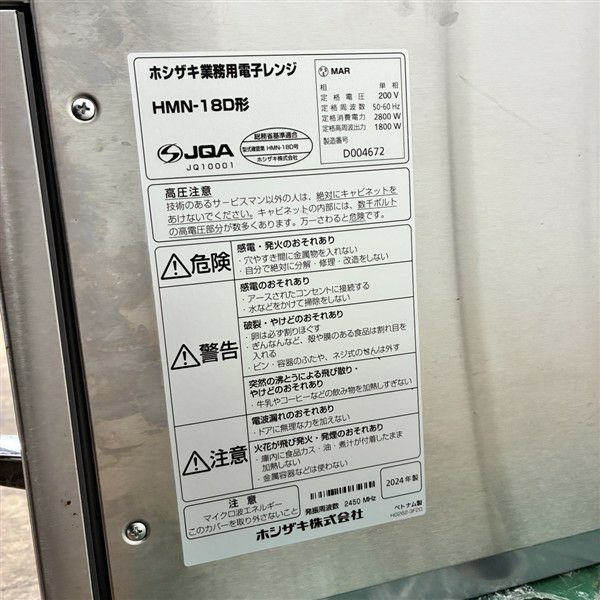 ホシザキ業務用電子レンジ
HMN-18D形
JQA
JQ10001
総務省基準適合
型式確認業 HMN-18D号
ホシザキ株式会社
MAR
相 単相
定格電圧 200 V
定格周波数 50-60 Hz
定格消費電力 2800 W
定格高周波出力 1800 W
製造番号
D004672
高圧注意
技術のあるサービスマン以外の人は、絶対にキャビネットを
あけないでください。キャビネットの内部には、数千ボルト
の高電圧部分が数多くあります。万一さわると危険です。
危険
感電・発火のおそれあり
・穴やすき間に金属物を入れない
・自分で絶対に分解・修理・改造をしない
警告
感電のおそれあり
・アースされたコンセントに接続する
・水などをかけて掃除をしない
破裂・やけどのおそれあり
・卵は必ず割りほぐす
・ぎんなんなど、殻や膜のある食品は割れ目を
入れる
・ビン・容器のふたや、ネジ式のせんは外す
突然の沸とうによる飛び散り・
やけどのおそれあり
・牛乳やコーヒーなどの飲み物を加熱しすぎない
注意
電波漏れのおそれあり
・ドアに無理な力を加えない
火花が飛び発火・発煙のおそれあり
・庫内に食品カス・油・煮汁が付着したまま
加熱しない
・金属容器などは使わない
注意
マイクロ波エネルギー
このカバーを取り外さないこと
発振周波数 2450 MHz
ホシザキ株式会社
2024年製
ベトナム製